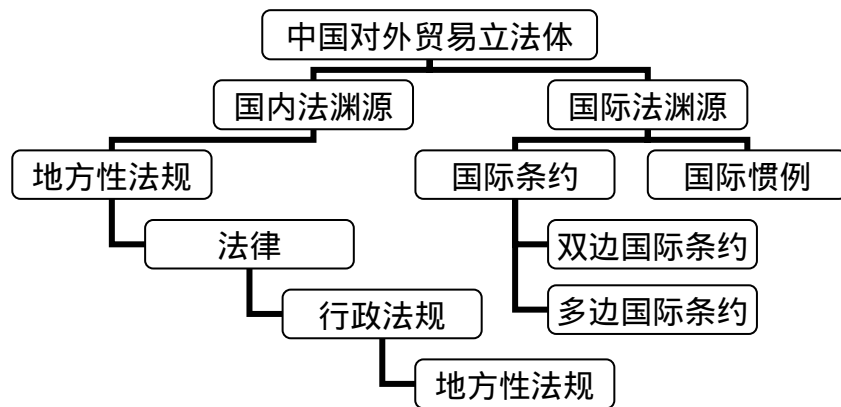 中国对外贸易立法体
国内法渊源
国际法渊源
地方性法规
国际条约
国际惯例
法律
双边国际条约
行政法规
多边国际条约
地方性法规